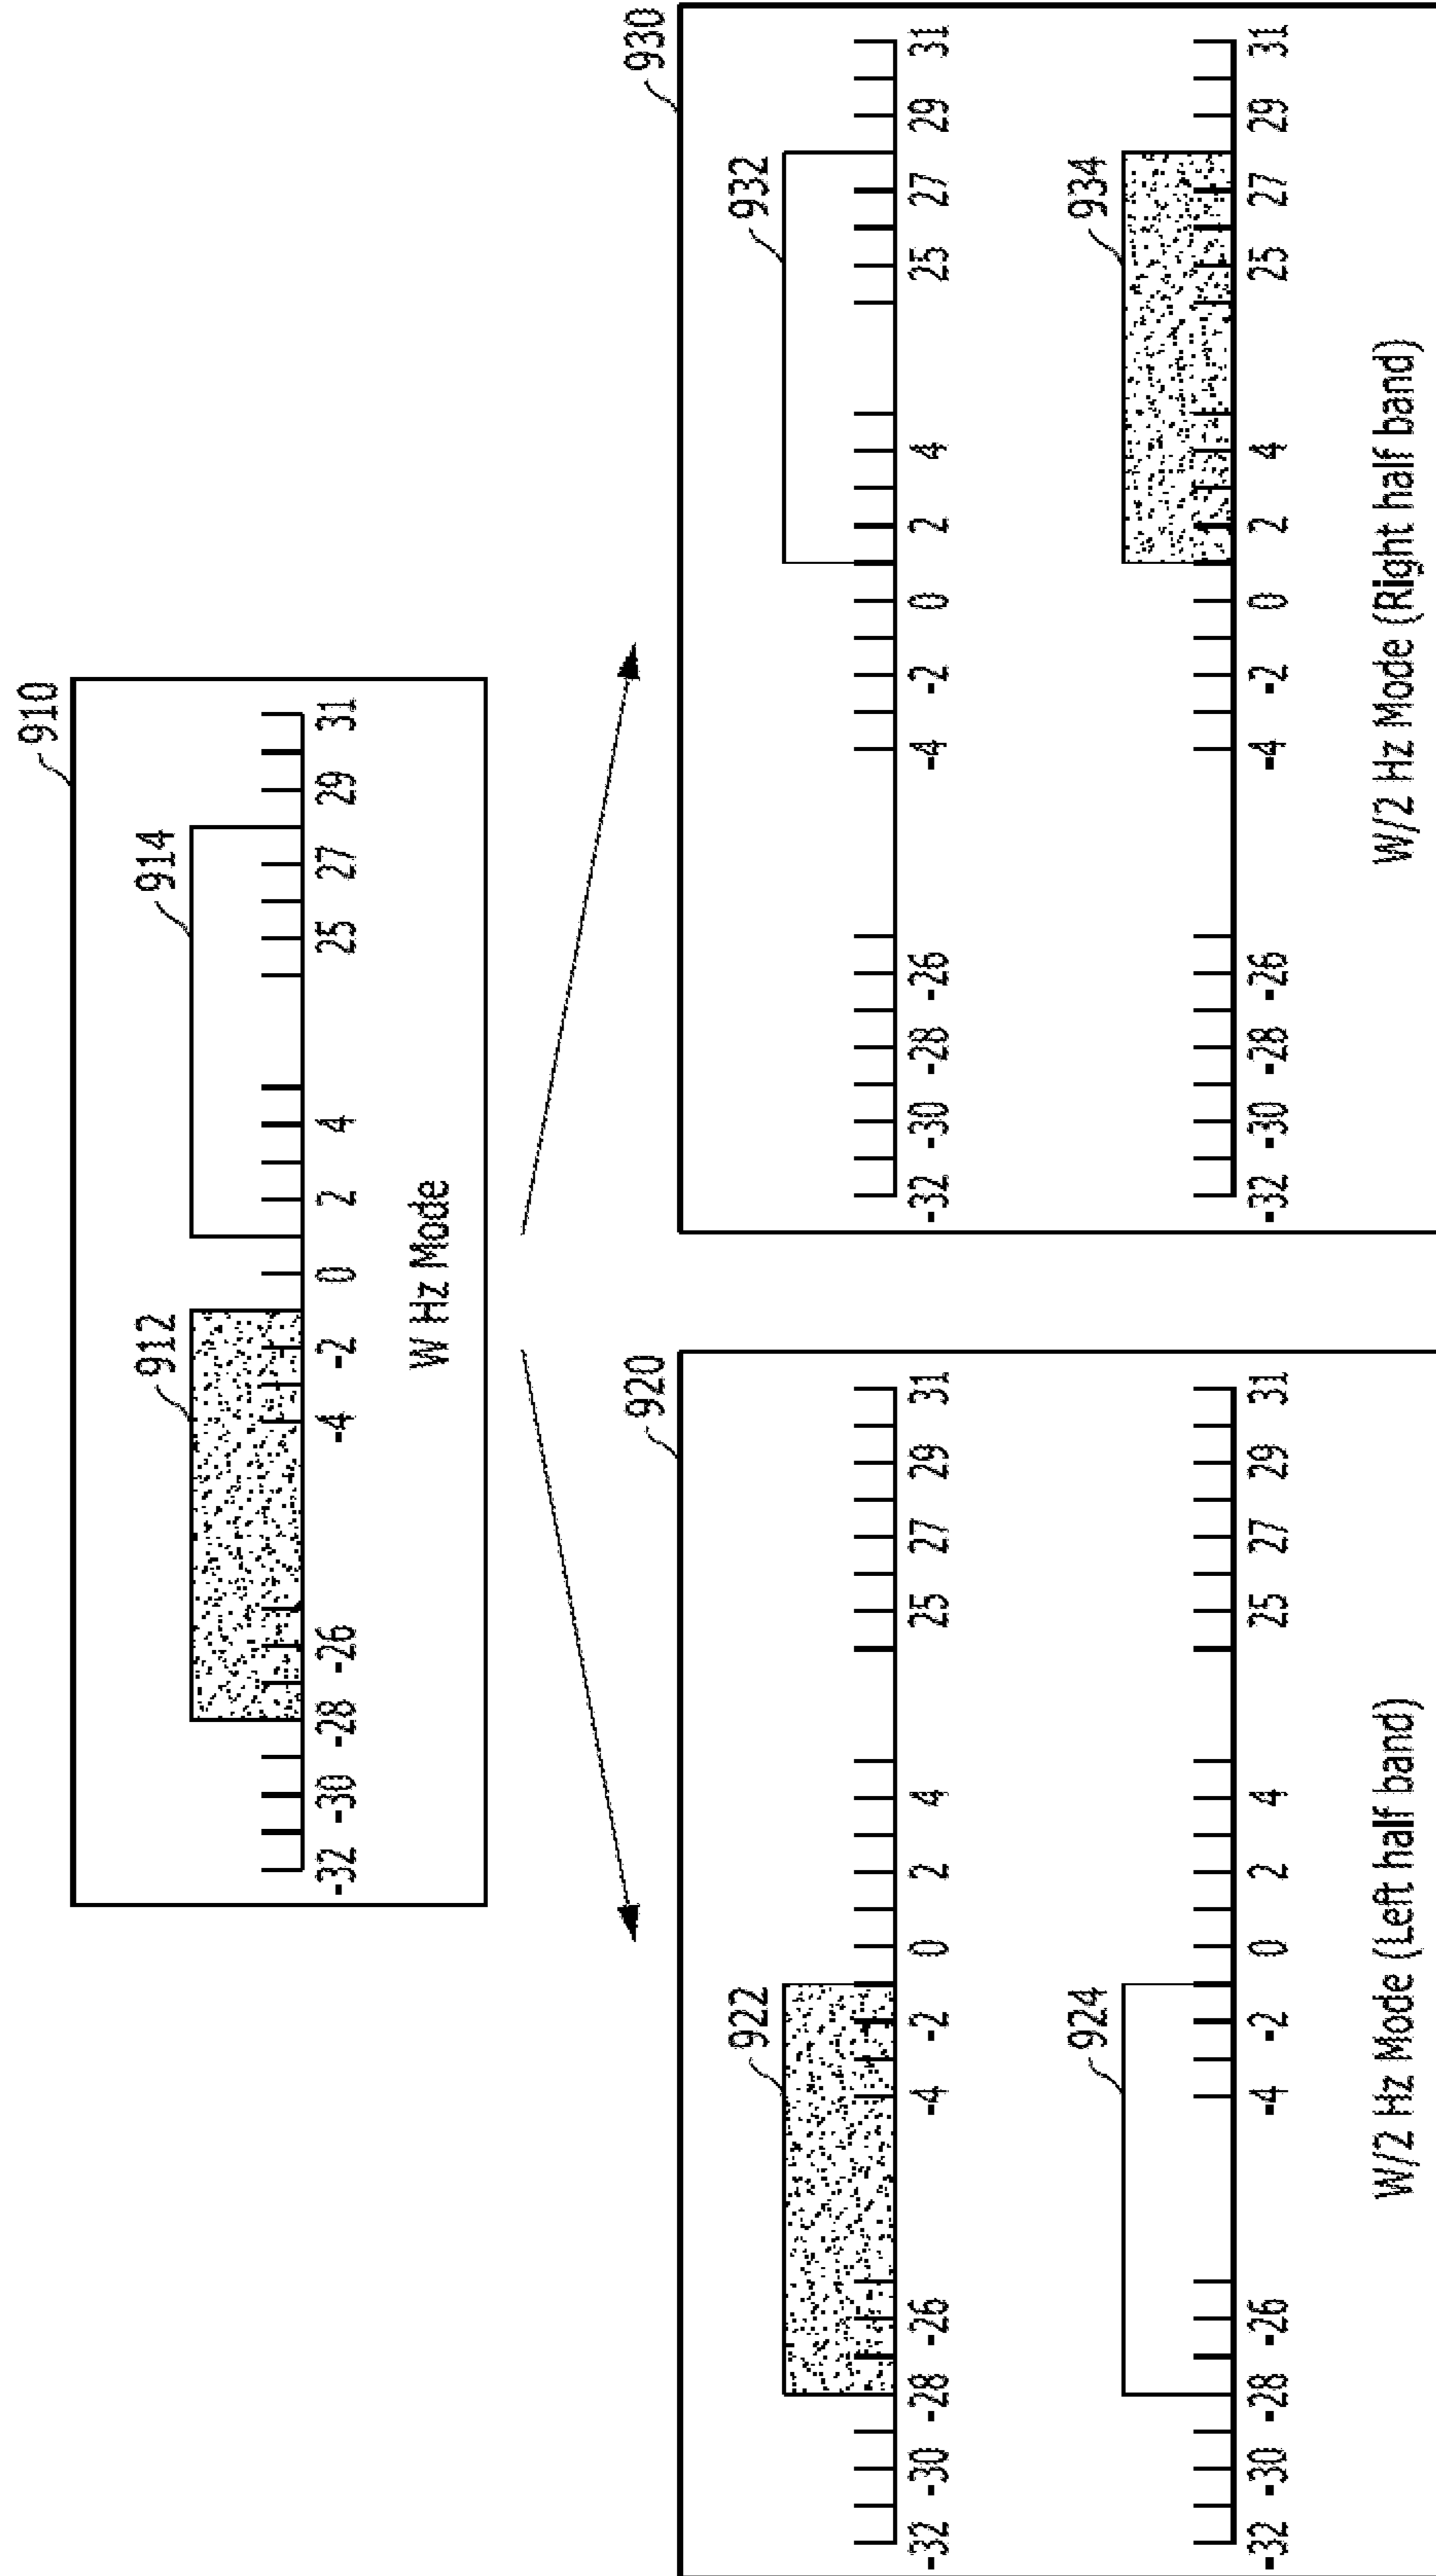 910
912
914
-32 -30 -28 -26 -4 -2 0 2 4 25 27 29 31
W Hz Mode
920
922
-32 -30 -28 -26 -4 -2 0 2 4 25 27 29 31
924
-32 -30 -28 -26 -4 -2 0 2 4 25 27 29 31
W/2 Hz Mode (Left half band)
930
932
-32 -30 -28 -26 -4 -2 0 2 4 25 27 29 31
934
-32 -30 -28 -26 -4 -2 0 2 4 25 27 29 31
W/2 Hz Mode (Right half band)